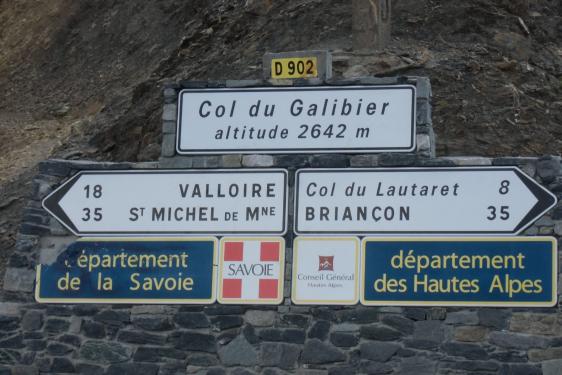 D 902
Col du Galibier
altitude 2642 m
18 VALLOIRE
35 ST MICHEL DE MNE
Col du Lautaret 8
BRIANÇON 35
département
de la Savoie
SAVOIE
Conseil Général
Hautes Alpes
département
des Hautes Alpes